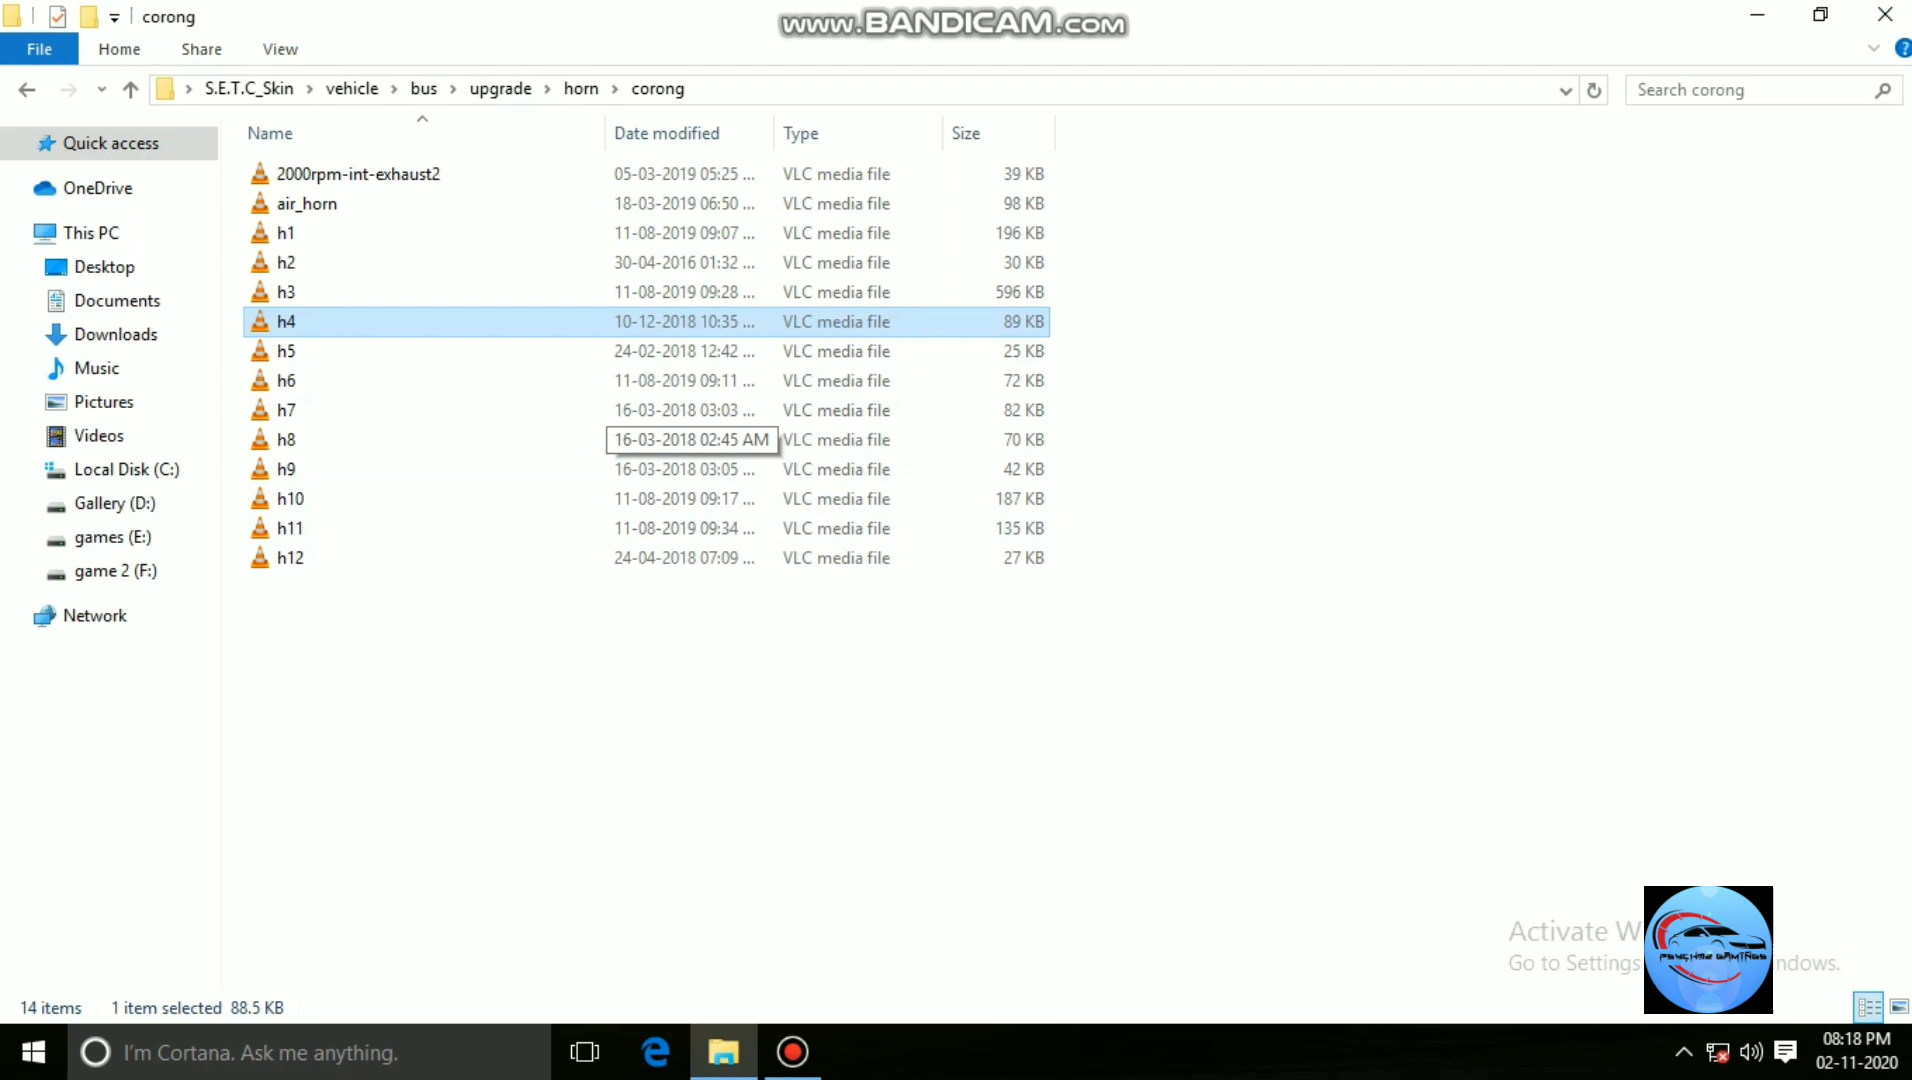 corong
www.BANDICAM.com
File Home Share View
S.E.T.C_Skin > vehicle > bus > upgrade > horn > corong
Search corong
Name Date modified Type Size
Quick access
OneDrive
This PC
Desktop
Documents
Downloads
Music
Pictures
Videos
Local Disk (C:)
Gallery (D:)
games (E:)
game 2 (F:)
Network
2000rpm-int-exhaust2 05-03-2019 05:25 ... VLC media file 39 KB
air_horn 18-03-2019 06:50 ... VLC media file 98 KB
h1 11-08-2019 09:07 ... VLC media file 196 KB
h2 30-04-2016 01:32 ... VLC media file 30 KB
h3 11-08-2019 09:28 ... VLC media file 596 KB
h4 10-12-2018 10:35 ... VLC media file 89 KB
h5 24-02-2018 12:42 ... VLC media file 25 KB
h6 11-08-2019 09:11 ... VLC media file 72 KB
h7 16-03-2018 03:03 ... VLC media file 82 KB
h8 16-03-2018 02:45 AM VLC media file 70 KB
h9 16-03-2018 03:05 ... VLC media file 42 KB
h10 11-08-2019 09:17 ... VLC media file 187 KB
h11 11-08-2019 09:34 ... VLC media file 135 KB
h12 24-04-2018 07:09 ... VLC media file 27 KB
Activate W
Go to Settings ndows.
14 items 1 item selected 88.5 KB
I'm Cortana. Ask me anything.
08:18 PM
02-11-2020